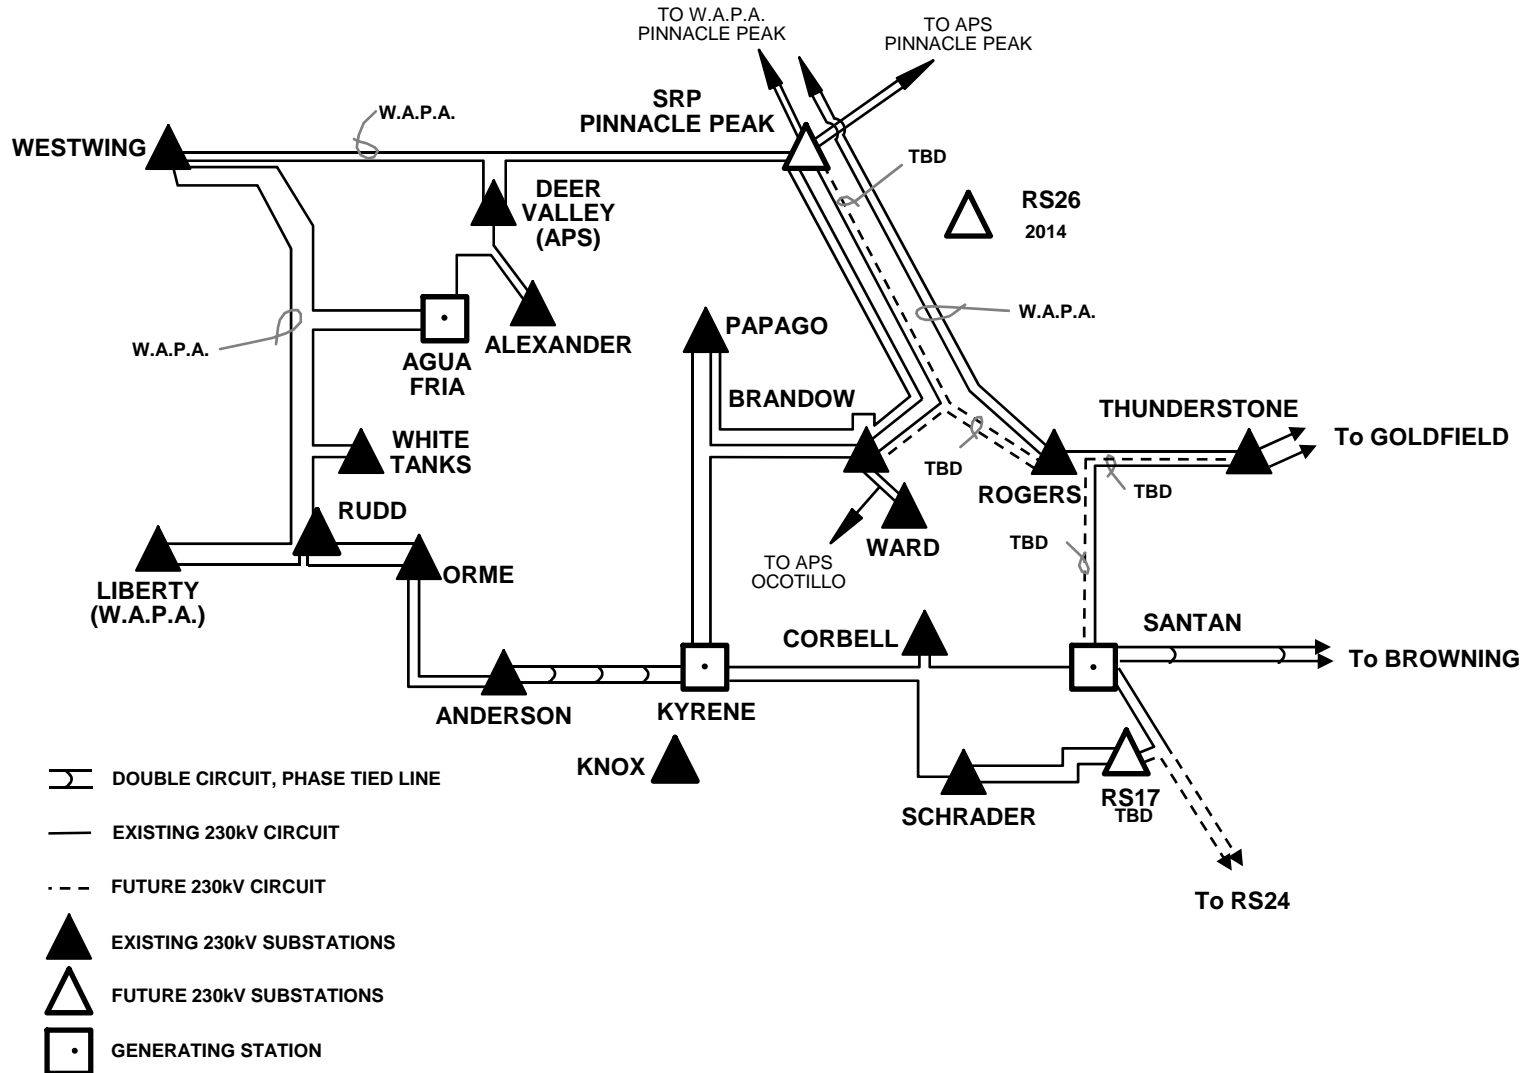 TO W.A.P.A.
PINNACLE PEAK
TO APS
PINNACLE PEAK
SRP
PINNACLE PEAK
W.A.P.A.
WESTWING
TBD
DEER
VALLEY
(APS)
RS26
2014
W.A.P.A.
PAPAGO
ALEXANDER
W.A.P.A.
AGUA
FRIA
BRANDOW
THUNDERSTONE
To GOLDFIELD
WHITE
TANKS
TBD
ROGERS
TBD
RUDD
TBD
WARD
TO APS
OCOTILLO
ORME
LIBERTY
(W.A.P.A.)
CORBELL
SANTAN
To BROWNING
ANDERSON
KYRENE
KNOX
SCHRADER
RS17
TBD
To RS24
DOUBLE CIRCUIT, PHASE TIED LINE
EXISTING 230kV CIRCUIT
FUTURE 230kV CIRCUIT
EXISTING 230kV SUBSTATIONS
FUTURE 230kV SUBSTATIONS
GENERATING STATION